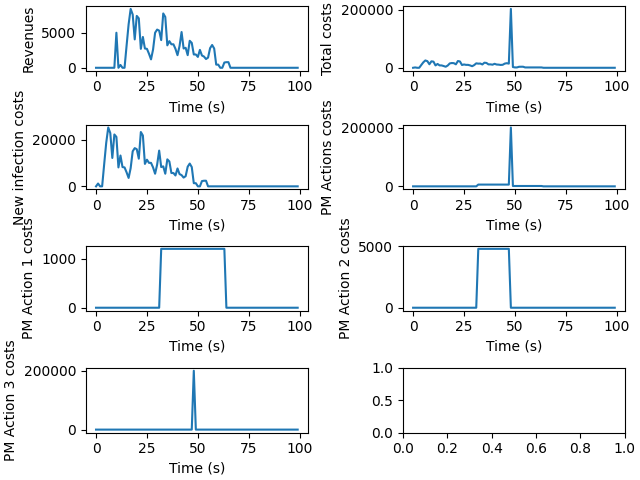 Revenues
5000
0
0 25 50 75 100
Time (s)
Total costs
200000
0
0 25 50 75 100
Time (s)
New infection costs
20000
0
0 25 50 75 100
Time (s)
PM Actions costs
200000
0
0 25 50 75 100
Time (s)
PM Action 1 costs
1000
0
0 25 50 75 100
Time (s)
PM Action 2 costs
5000
0
0 25 50 75 100
Time (s)
PM Action 3 costs
200000
0
0 25 50 75 100
Time (s)
1.0
0.5
0.0
0.0 0.2 0.4 0.6 0.8 1.0